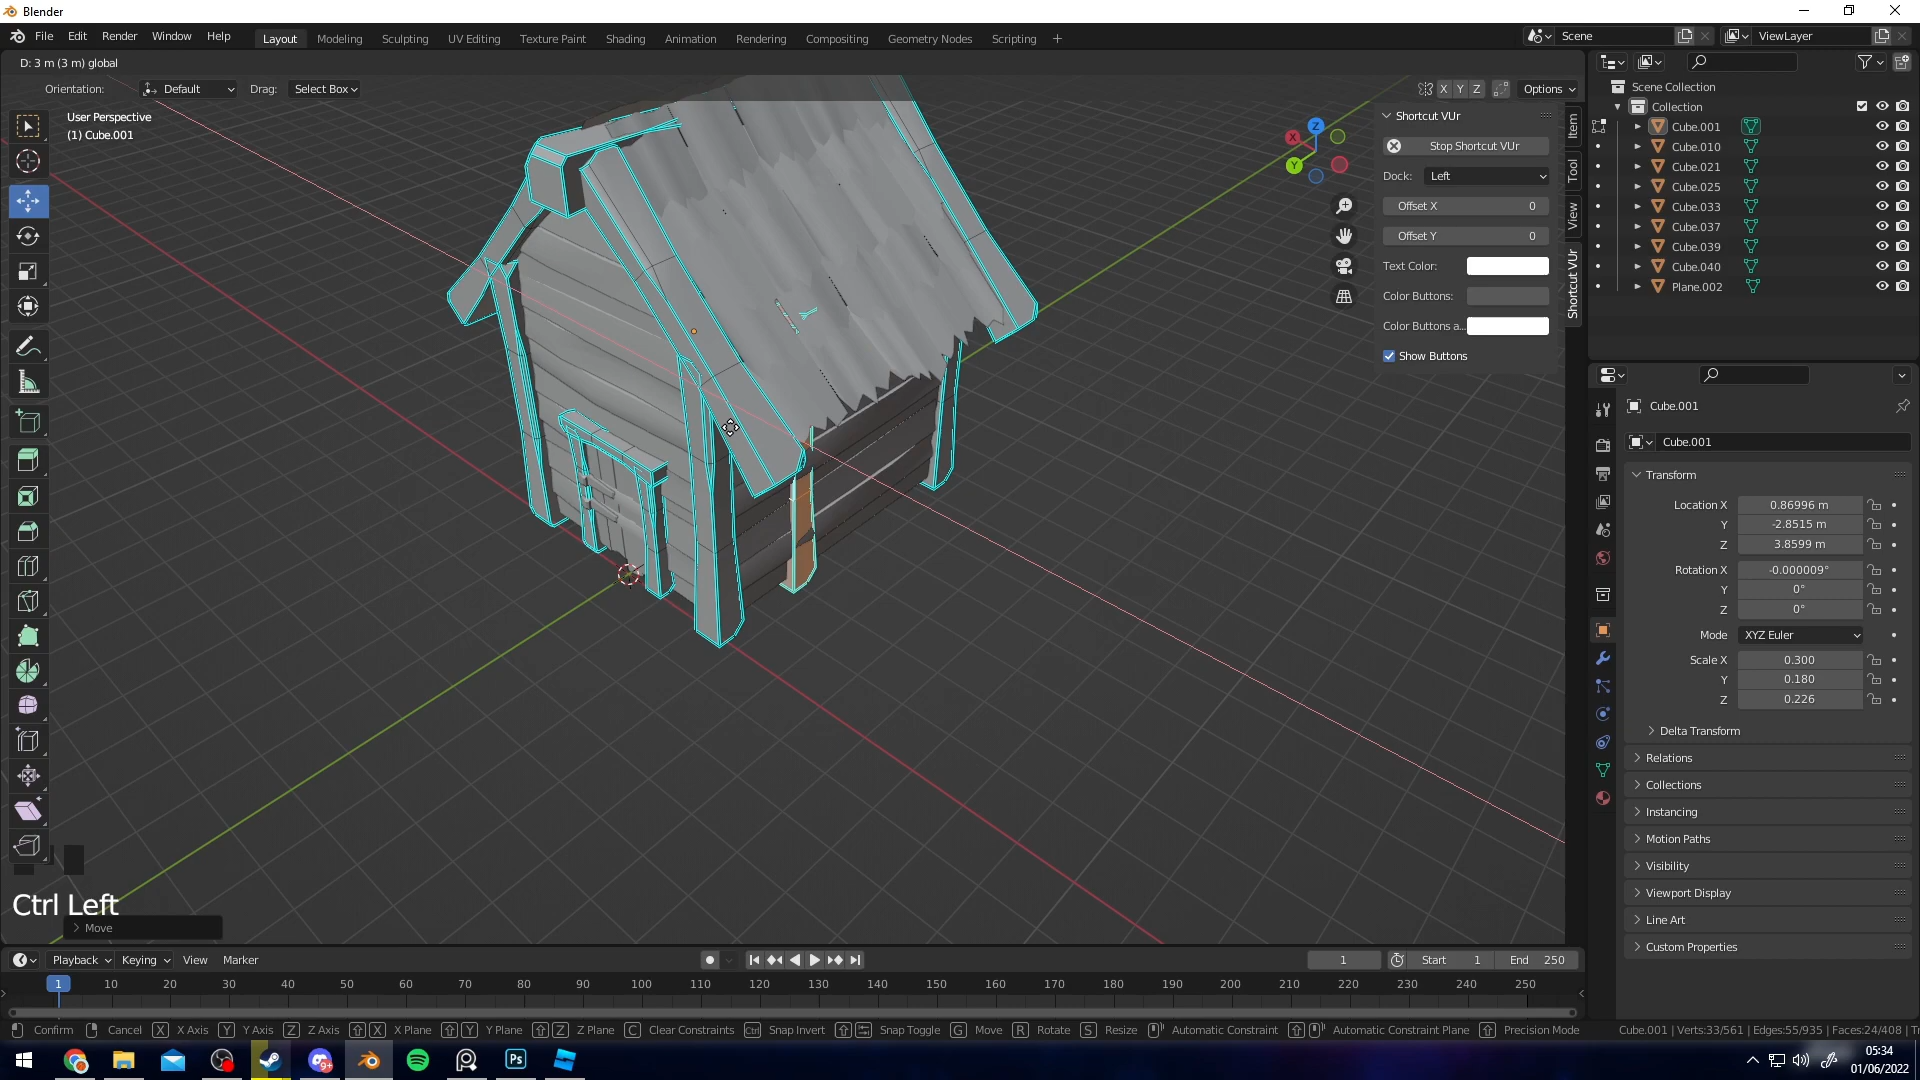 Blender
File Edit Render Window Help
Layout Modeling Sculpting UV Editing Texture Paint Shading Animation Rendering Compositing Geometry Nodes Scripting
Scene
ViewLayer
D: 3 m (3 m) global
Orientation: Default Drag: Select Box
X Y Z Options
User Perspective
(1) Cube.001
Shortcut VUr
Stop Shortcut VUr
Dock: Left
Offset X 0
Offset Y 0
Text Color:
Color Buttons:
Color Buttons a...
Show Buttons
Item
Tool
View
Shortcut VUr
Z
X
Y
Scene Collection
Collection
Cube.001
Cube.010
Cube.021
Cube.025
Cube.033
Cube.037
Cube.039
Cube.040
Plane.002
Cube.001
Cube.001
Transform
Location X 0.86996 m
Y -2.8515 m
Z 3.8599 m
Rotation X -0.000009°
Y 0°
Z 0°
Mode XYZ Euler
Scale X 0.300
Y 0.180
Z 0.226
Delta Transform
Relations
Collections
Instancing
Motion Paths
Visibility
Viewport Display
Line Art
Custom Properties
Ctrl Left
Move
Playback Keying View Marker
1 Start 1 End 250
1 10 20 30 40 50 60 70 80 90 100 110 120 130 140 150 160 170 180 190 200 210 220 230 240 250
Confirm Cancel X X Axis Y Y Axis Z Z Axis X X Plane Y Y Plane Z Z Plane C Clear Constraints Ctrl Snap Invert Snap Toggle G Move R Rotate S Resize Automatic Constraint Automatic Constraint Plane Precision Mode
Cube.001 | Verts:33/561 | Edges:55/935 | Faces:24/408 | Tr
9+
Ps
05:34
01/06/2022